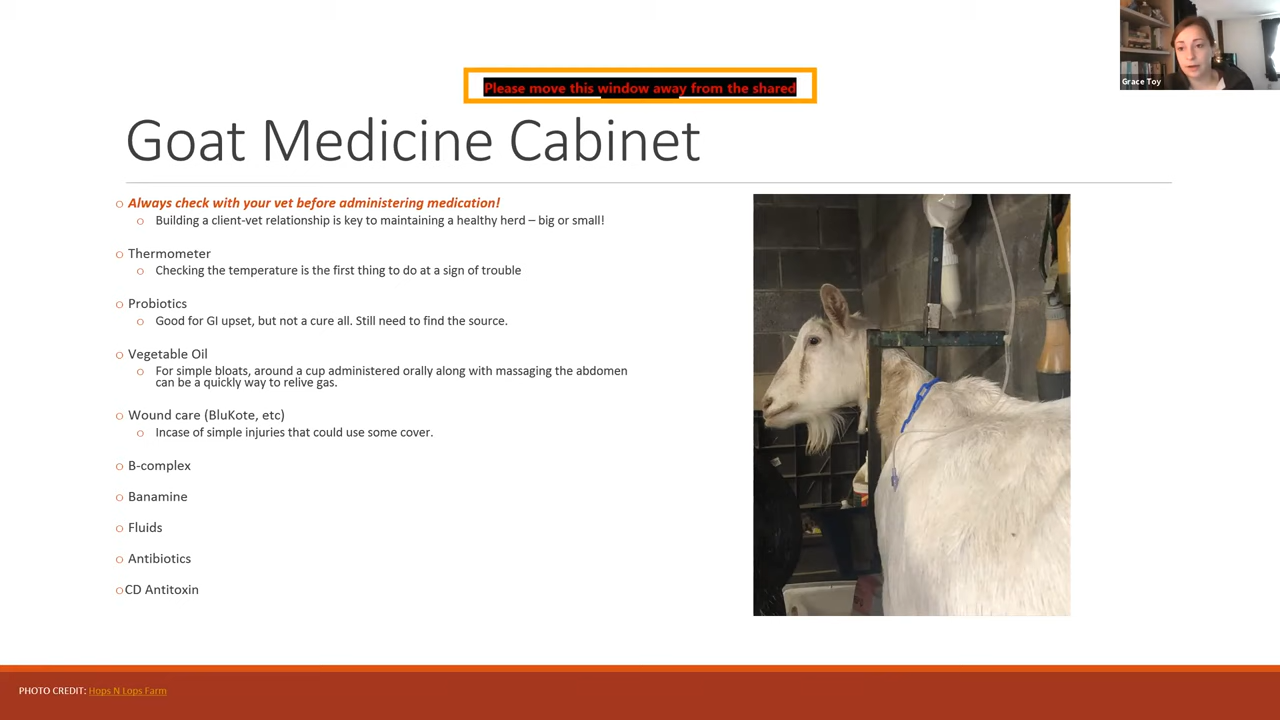 Grace Toy
Please move this window away from the shared
Goat Medicine Cabinet
Always check with your vet before administering medication!
Building a client-vet relationship is key to maintaining a healthy herd – big or small!
Thermometer
Checking the temperature is the first thing to do at a sign of trouble
Probiotics
Good for GI upset, but not a cure all. Still need to find the source.
Vegetable Oil
For simple bloats, around a cup administered orally along with massaging the abdomen
can be a quickly way to relive gas.
Wound care (BluKote, etc)
Incase of simple injuries that could use some cover.
B-complex
Banamine
Fluids
Antibiotics
CD Antitoxin
PHOTO CREDIT: Hops N Lops Farm